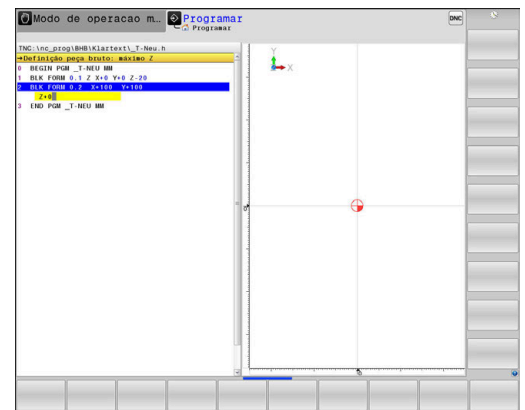 Modo de operacao m… Programar
Programar
DNC
TNC:\nc_prog\BHB\Klartext\_T-Neu.h
→Definição peça bruto: máximo Z
0 BEGIN PGM _T-NEU MM
1 BLK FORM 0.1 Z X+0 Y+0 Z-20
2 BLK FORM 0.2 X+100 Y+100
Z+0
3 END PGM _T-NEU MM
Y
X
0
0